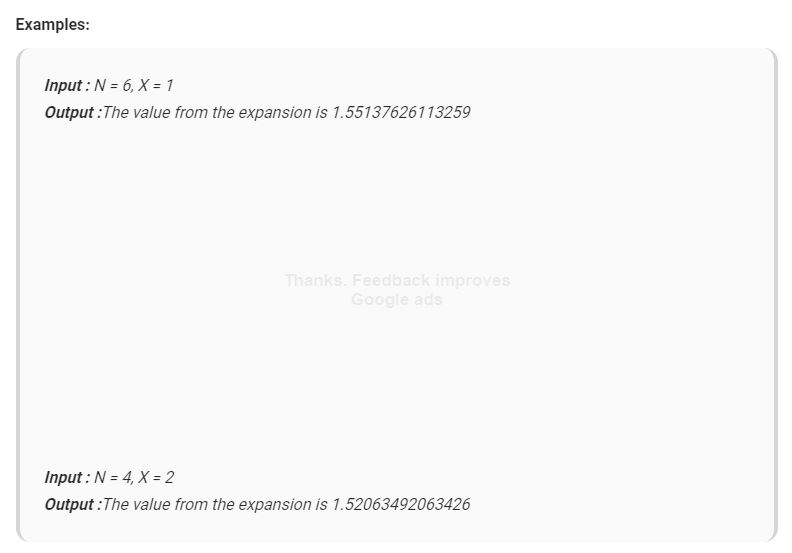 Examples:
Input : N = 6, X = 1
Output :The value from the expansion is 1.55137626113259
Thanks. Feedback improves
Google ads
Input : N = 4, X = 2
Output :The value from the expansion is 1.52063492063426